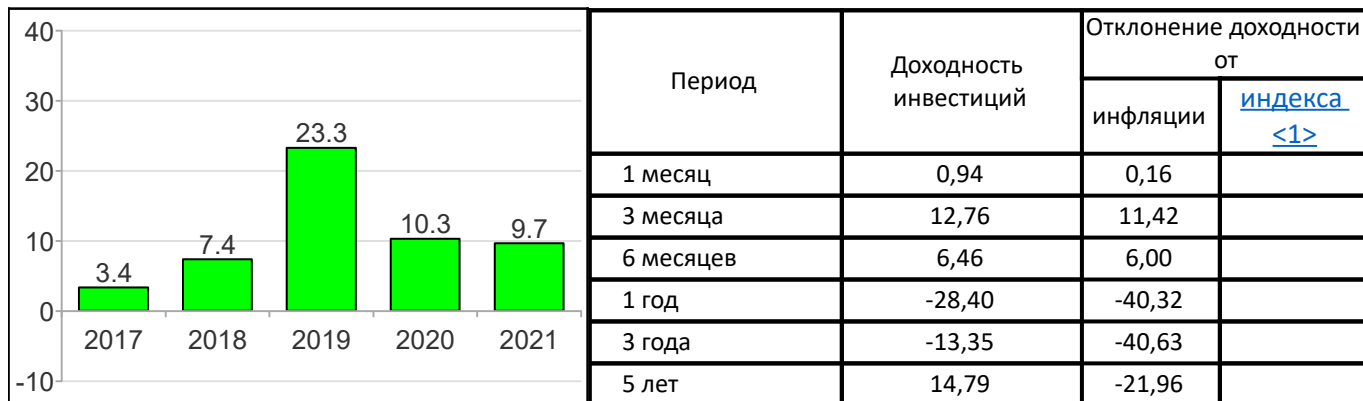 40
30
20
10
0
-10
3.4
7.4
23.3
10.3
9.7
2017 2018 2019 2020 2021
Период
Доходность
инвестиций
Отклонение доходности
от
инфляции
индекса
<1>
1 месяц 0,94 0,16
3 месяца 12,76 11,42
6 месяцев 6,46 6,00
1 год -28,40 -40,32
3 года -13,35 -40,63
5 лет 14,79 -21,96